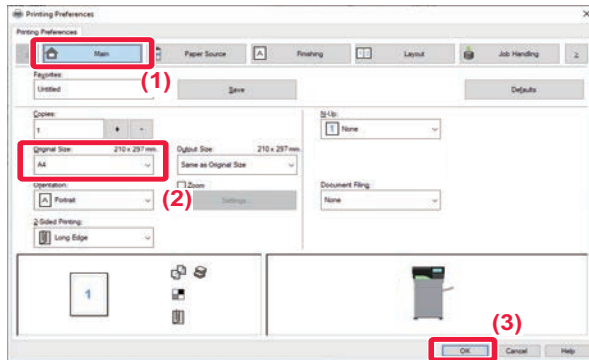 Printing Preferences
Printing Preferences
Main
Paper Source
A
Finishing
Layout
Job Handling
(1)
Favorites:
Untitled
Save
Defaults
Copies:
1
+
-
N-Up:
1
None
Original Size:
210 x 297 mm.
Output Size:
210 x 297 mm.
A4
Same as Original Size
(2)
Orientation:
A
Portrait
Zoom
Settings...
Document Filing:
None
2-Sided Printing:
Long Edge
1
(3)
OK
Cancel
Help